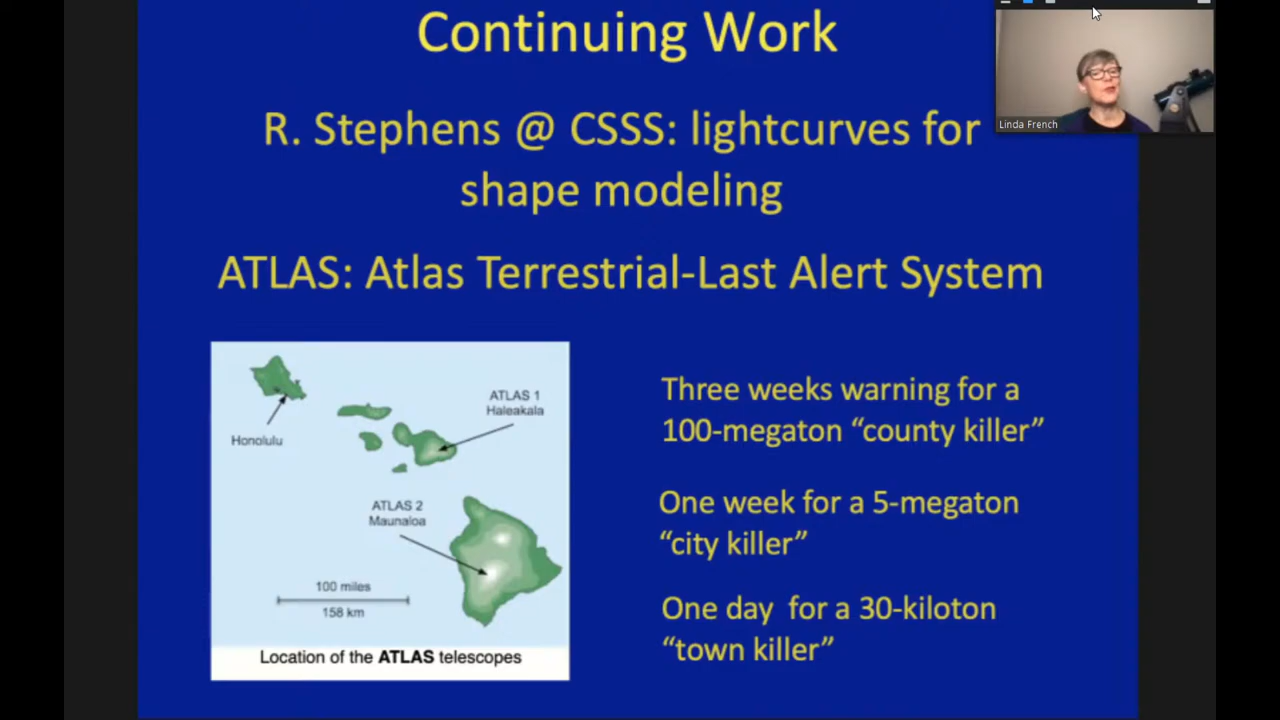 Continuing Work
R. Stephens @ CSSS: lightcurves for
shape modeling
ATLAS: Atlas Terrestrial-Last Alert System
Linda French
ATLAS 1
Haleakala
Honolulu
ATLAS 2
Maunaloa
100 miles
158 km
Location of the ATLAS telescopes
Three weeks warning for a
100-megaton “county killer”
One week for a 5-megaton
“city killer”
One day for a 30-kiloton
“town killer”